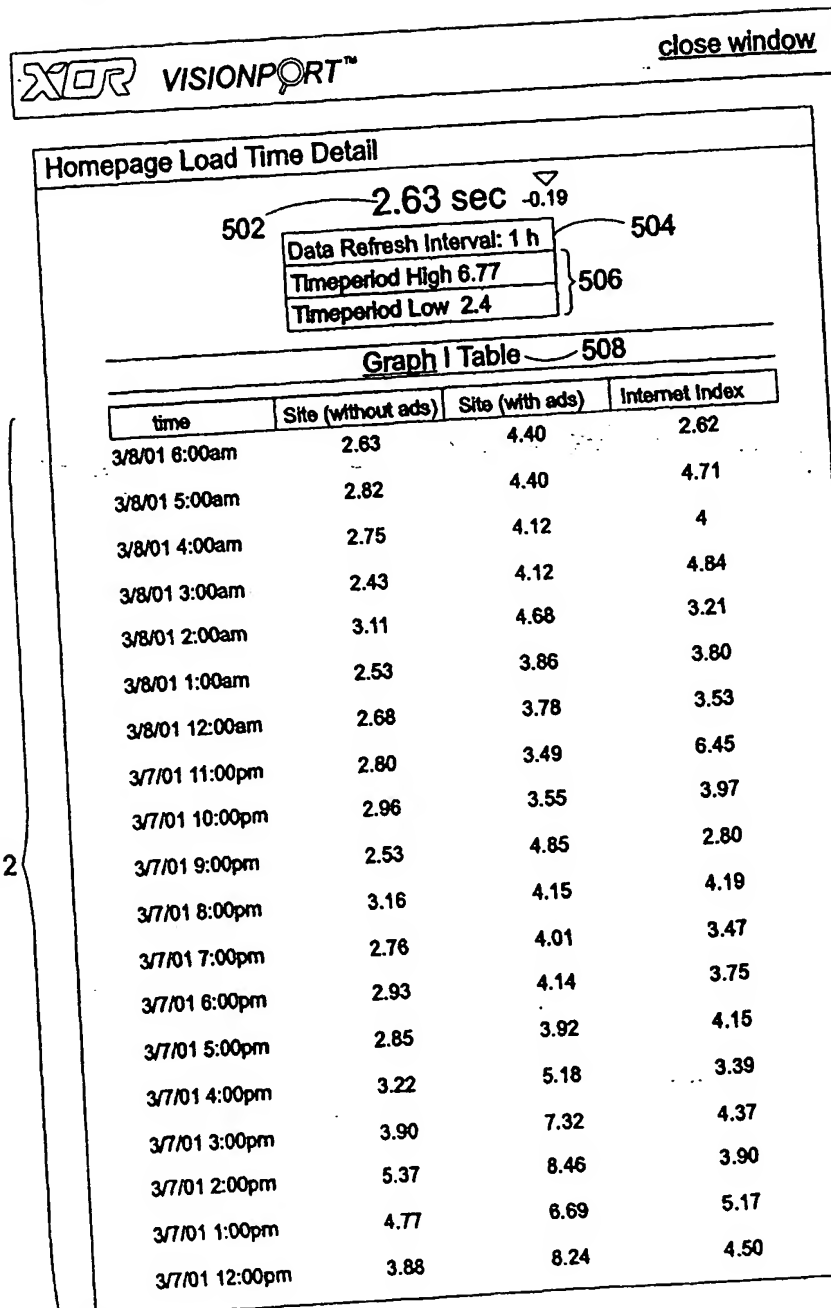 XOR VISIONPORT™ close window
Homepage Load Time Detail
2.63 sec -0.19
502
504
Data Refresh Interval: 1 h
Timeperiod High 6.77
506
Timeperiod Low 2.4
Graph | Table 508
time Site (without ads) Site (with ads) Internet Index
3/8/01 6:00am 2.63 4.40 2.62
3/8/01 5:00am 2.82 4.40 4.71
3/8/01 4:00am 2.75 4.12 4
3/8/01 3:00am 2.43 4.12 4.84
3/8/01 2:00am 3.11 4.68 3.21
3/8/01 1:00am 2.53 3.86 3.80
3/8/01 12:00am 2.68 3.78 3.53
3/7/01 11:00pm 2.80 3.49 6.45
3/7/01 10:00pm 2.96 3.55 3.97
2
3/7/01 9:00pm 2.53 4.85 2.80
3/7/01 8:00pm 3.16 4.15 4.19
3/7/01 7:00pm 2.76 4.01 3.47
3/7/01 6:00pm 2.93 4.14 3.75
3/7/01 5:00pm 2.85 3.92 4.15
3/7/01 4:00pm 3.22 5.18 3.39
3/7/01 3:00pm 3.90 7.32 4.37
3/7/01 2:00pm 5.37 8.46 3.90
3/7/01 1:00pm 4.77 6.69 5.17
3/7/01 12:00pm 3.88 8.24 4.50